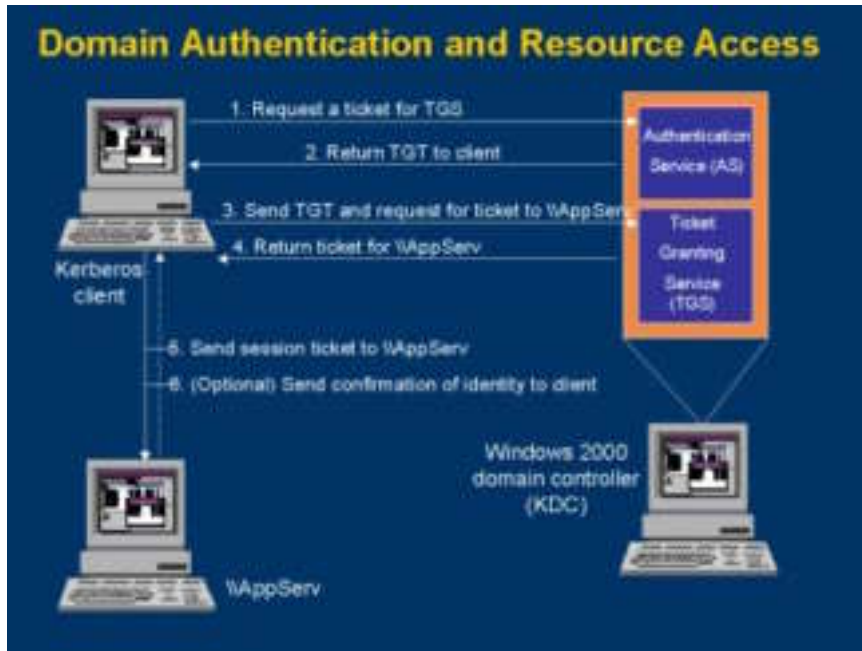 Domain Authentication and Resource Access
1. Request a ticket for TGS
2. Return TGT to client
3. Send TGT and request for ticket to \\AppServ
4. Return ticket for \\AppServ
Authentication
Service (AS)
Ticket
Granting
Service
(TGS)
Kerberos
client
5. Send session ticket to \\AppServ
6. (Optional) Send confirmation of identity to client
Windows 2000
domain controller
(KDC)
\\AppServ